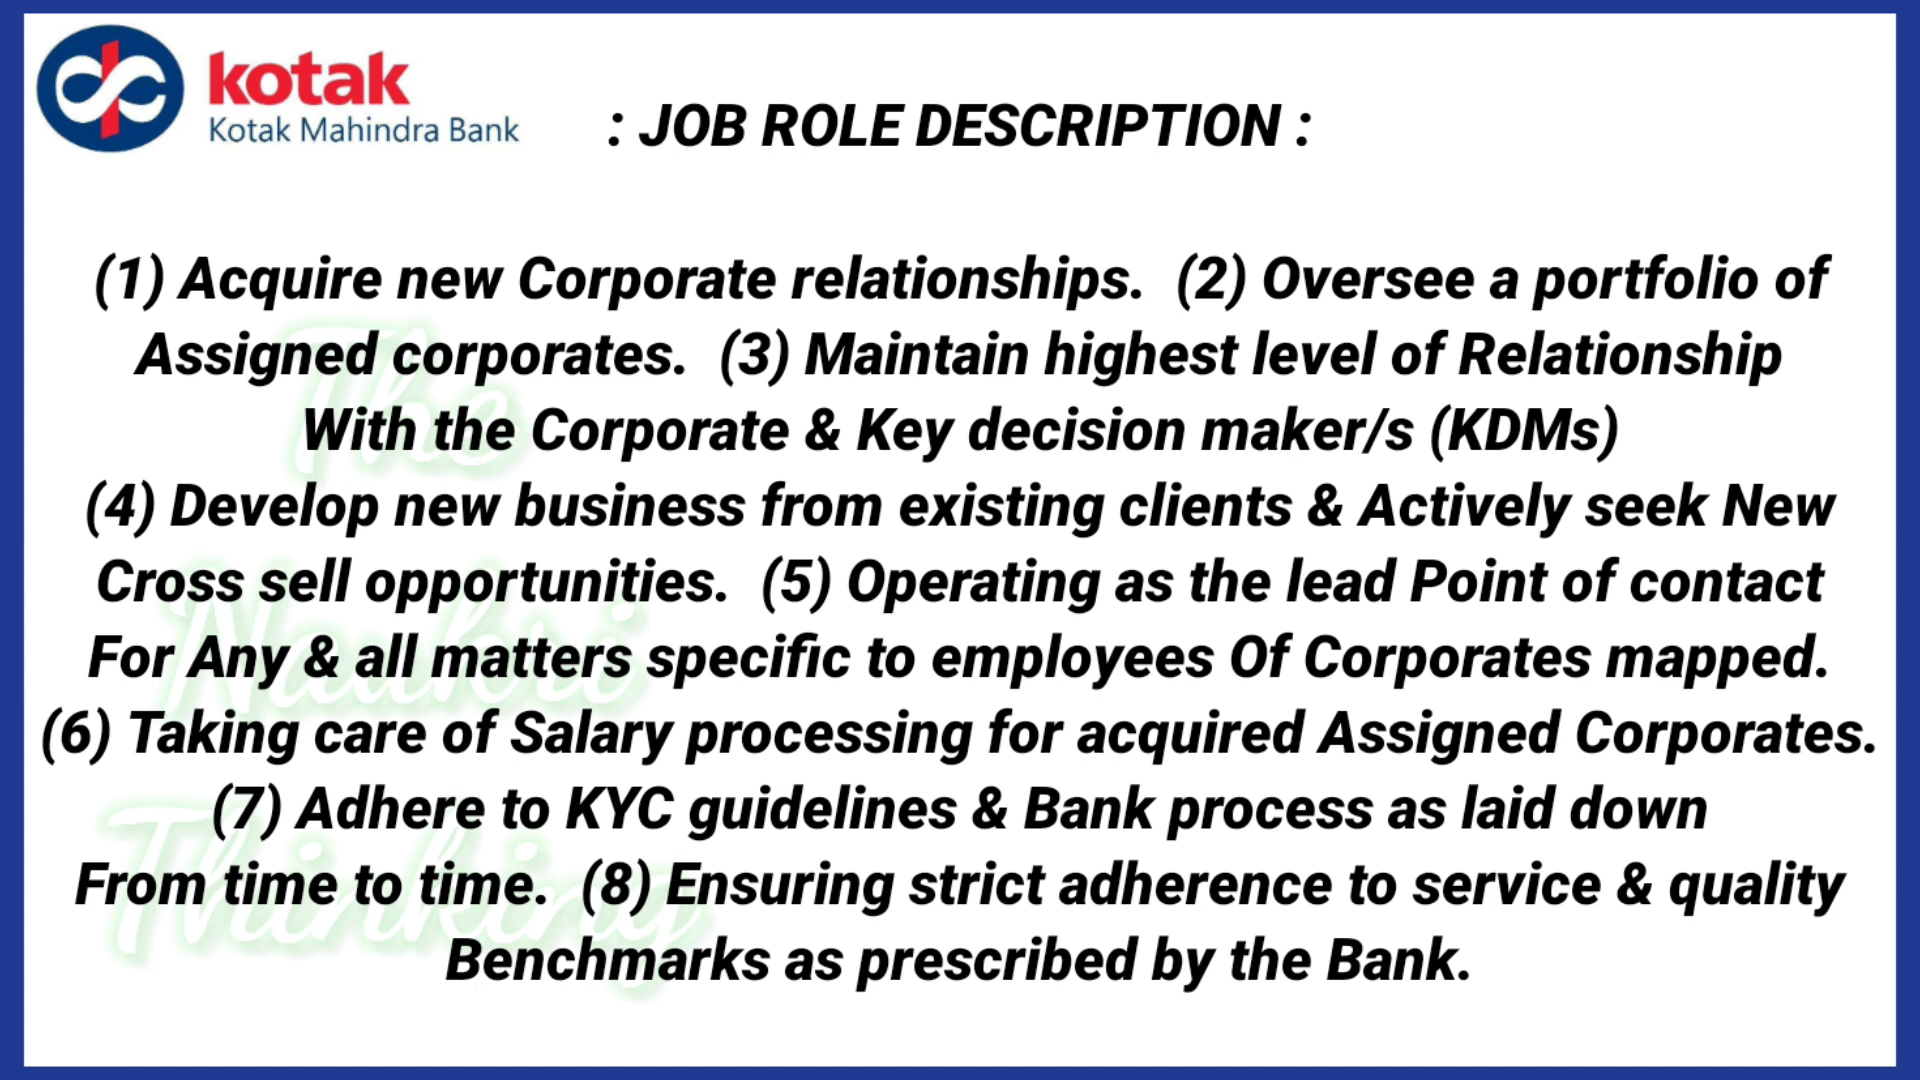 kotak
Kotak Mahindra Bank
: JOB ROLE DESCRIPTION :
(1) Acquire new Corporate relationships.  (2) Oversee a portfolio of
Assigned corporates.  (3) Maintain highest level of Relationship
With the Corporate & Key decision maker/s (KDMs)
(4) Develop new business from existing clients & Actively seek New
Cross sell opportunities.  (5) Operating as the lead Point of contact
For Any & all matters specific to employees Of Corporates mapped.
(6) Taking care of Salary processing for acquired Assigned Corporates.
(7) Adhere to KYC guidelines & Bank process as laid down
From time to time.  (8) Ensuring strict adherence to service & quality
Benchmarks as prescribed by the Bank.
The
Naukri
Thinking